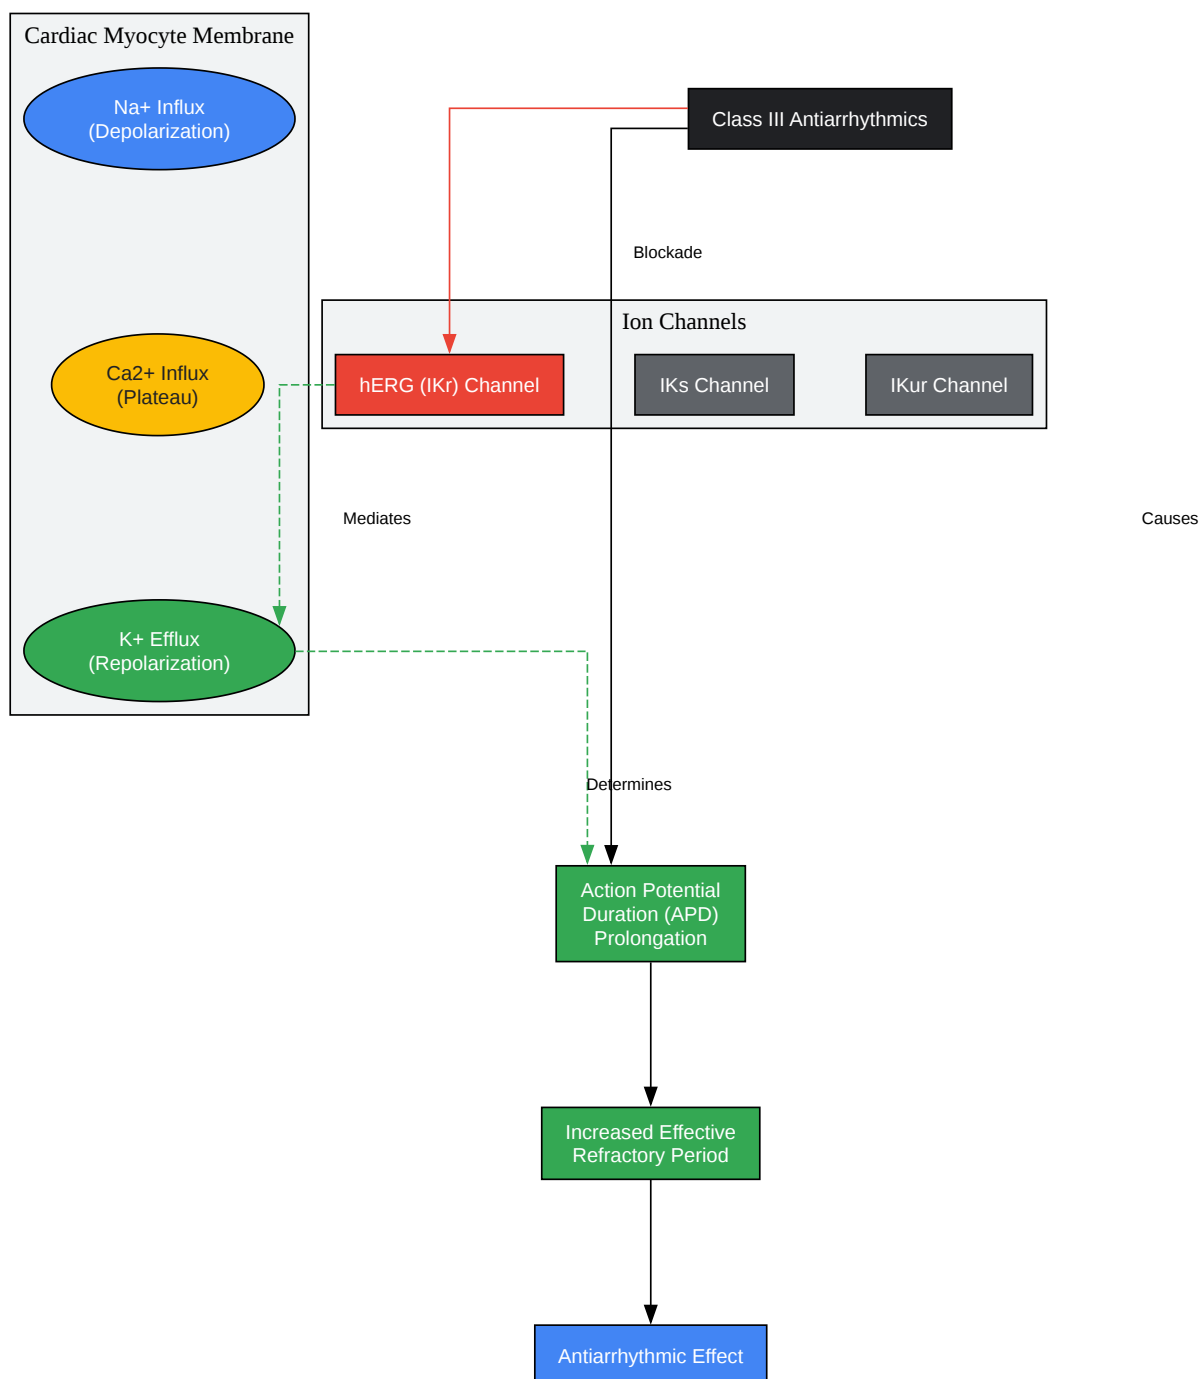 Cardiac Myocyte Membrane
Na+ Influx
(Depolarization)
Class III Antiarrhythmics
Blockade
Ion Channels
Ca2+ Influx
(Plateau)
hERG (IKr) Channel
IKs Channel
IKur Channel
Mediates
Causes
K+ Efflux
(Repolarization)
Determines
Action Potential
Duration (APD)
Prolongation
Increased Effective
Refractory Period
Antiarrhythmic Effect